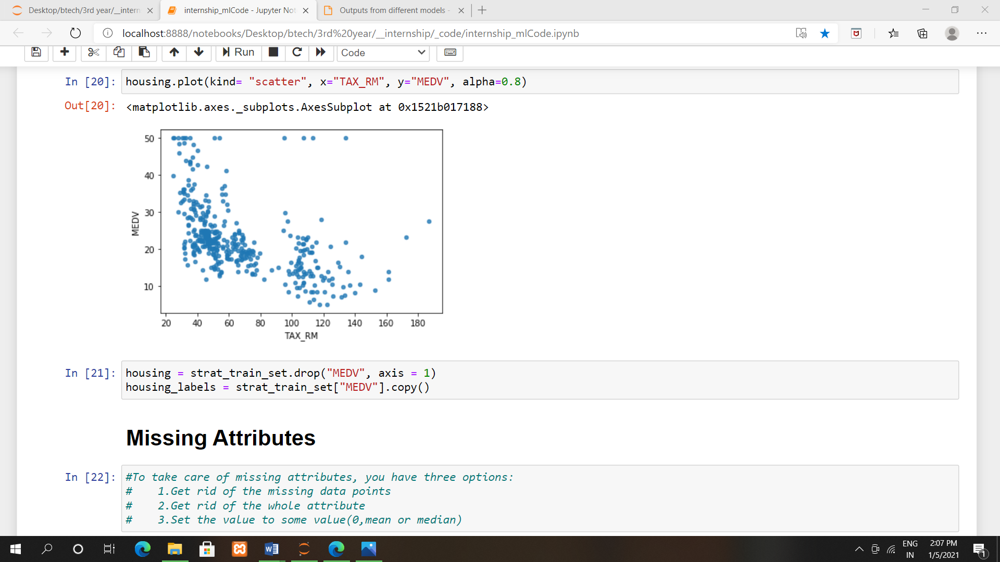 Desktop/btech/3rd year/__intern
internship_mlCode - Jupyter Not
Outputs from different models -
localhost:8888/notebooks/Desktop/btech/3rd%20year/__internship/_code/internship_mlCode.ipynb
Run
Code
In [20]: housing.plot(kind= "scatter", x="TAX_RM", y="MEDV", alpha=0.8)
Out[20]: <matplotlib.axes._subplots.AxesSubplot at 0x1521b017188>
50
40
30
20
10
MEDV
20 40 60 80 100 120 140 160 180
TAX_RM
In [21]: housing = strat_train_set.drop("MEDV", axis = 1)
housing_labels = strat_train_set["MEDV"].copy()
Missing Attributes
In [22]: #To take care of missing attributes, you have three options:
#    1.Get rid of the missing data points
#    2.Get rid of the whole attribute
#    3.Set the value to some value(0,mean or median)
ENG
IN
2:07 PM
1/5/2021
1